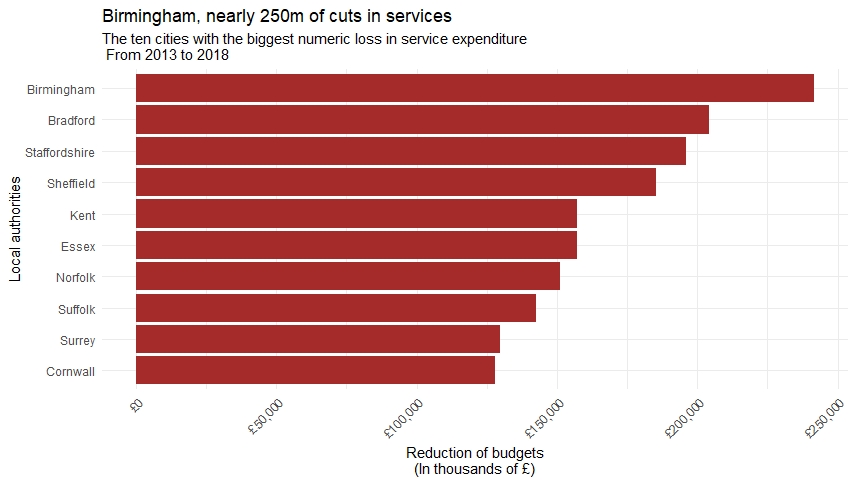 Birmingham, nearly 250m of cuts in services
The ten cities with the biggest numeric loss in service expenditure
From 2013 to 2018
Local authorities
Birmingham
Bradford
Staffordshire
Sheffield
Kent
Essex
Norfolk
Suffolk
Surrey
Cornwall
£0
£50,000
£100,000
£150,000
£200,000
£250,000
Reduction of budgets
(In thousands of £)